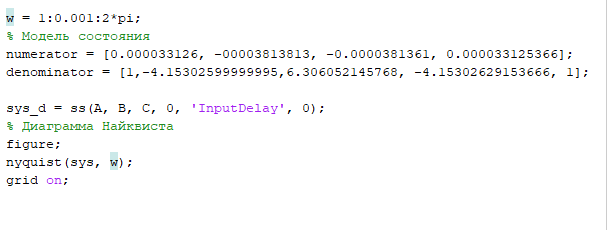 w = 1:0.001:2*pi;
% Модель состояния
numerator = [0.000033126, -00003813813, -0.0000381361, 0.000033125366];
denominator = [1,-4.15302599999995,6.306052145768, -4.15302629153666, 1];
sys_d = ss(A, B, C, 0, 'InputDelay', 0);
% Диаграмма Найквиста
figure;
nyquist(sys, w);
grid on;